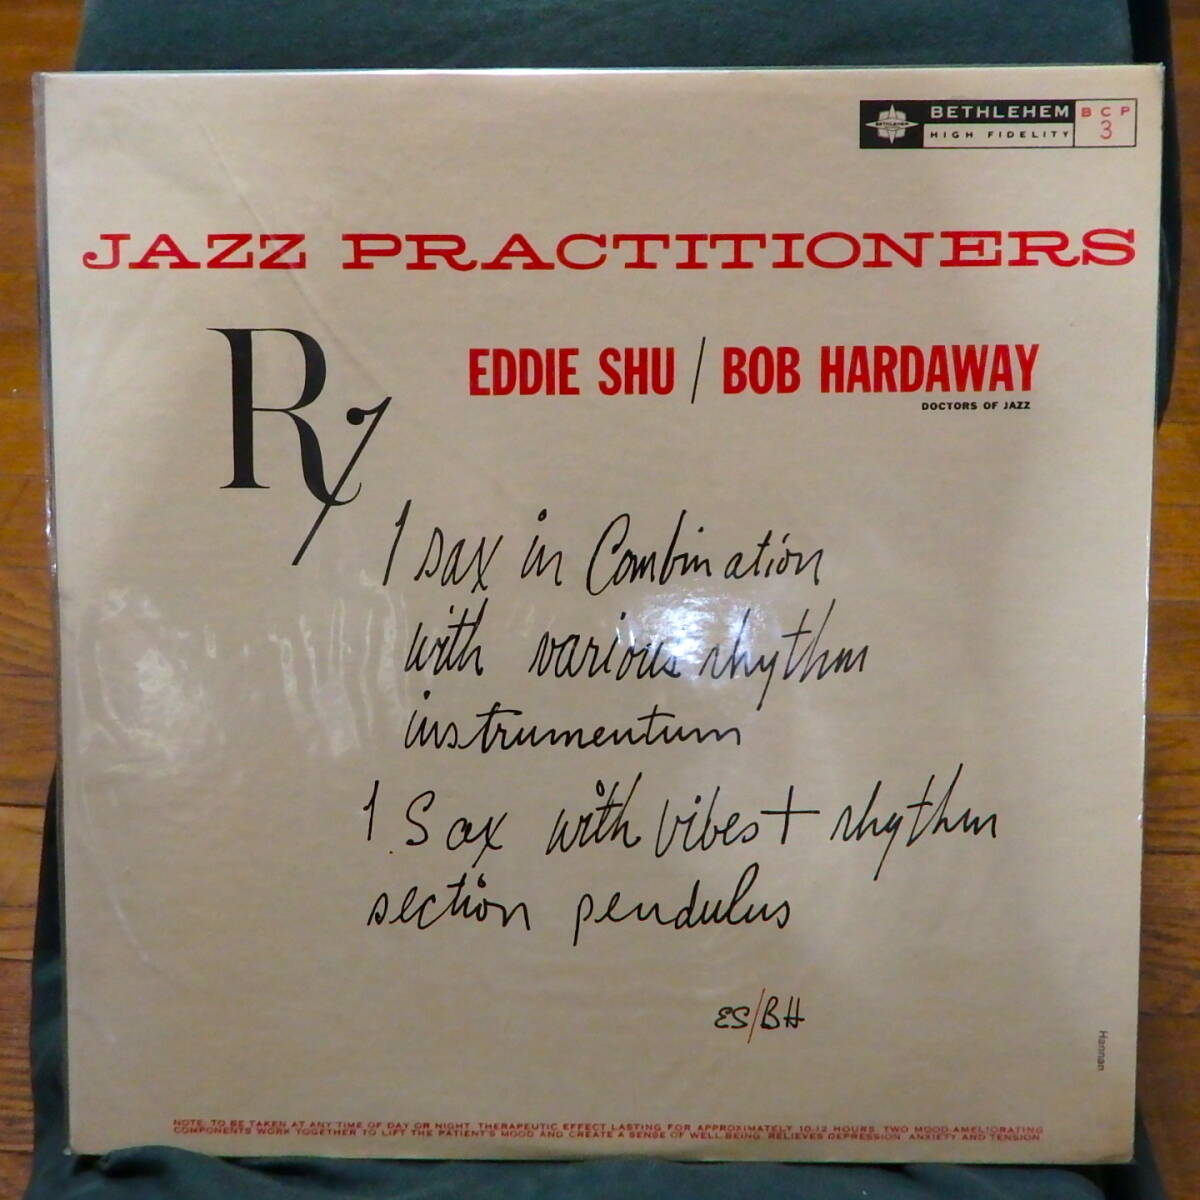 BETHLEHEM
BETHLEHEM
HIGH FIDELITY
BCP
3
JAZZ PRACTITIONERS
R
EDDIE SHU / BOB HARDAWAY
DOCTORS OF JAZZ
1 sax in Combination
with various rhythm
instrumentum
1 Sax with vibes + rhythm
section pendulus
ES/BH
Hannan
NOTE: TO BE TAKEN AT ANY TIME OF DAY OR NIGHT. THERAPEUTIC EFFECT LASTING FOR APPROXIMATELY 10-12 HOURS. TWO MOOD AMELIORATING
COMPONENTS WORK TOGETHER TO LIFT THE PATIENT'S MOOD AND CREATE A SENSE OF WELL BEING. RELIEVES DEPRESSION, ANXIETY AND TENSION